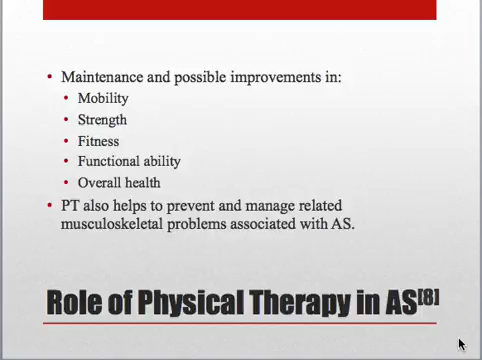 • Maintenance and possible improvements in:
• Mobility
• Strength
• Fitness
• Functional ability
• Overall health
• PT also helps to prevent and manage related
musculoskeletal problems associated with AS.
Role of Physical Therapy in AS[8]